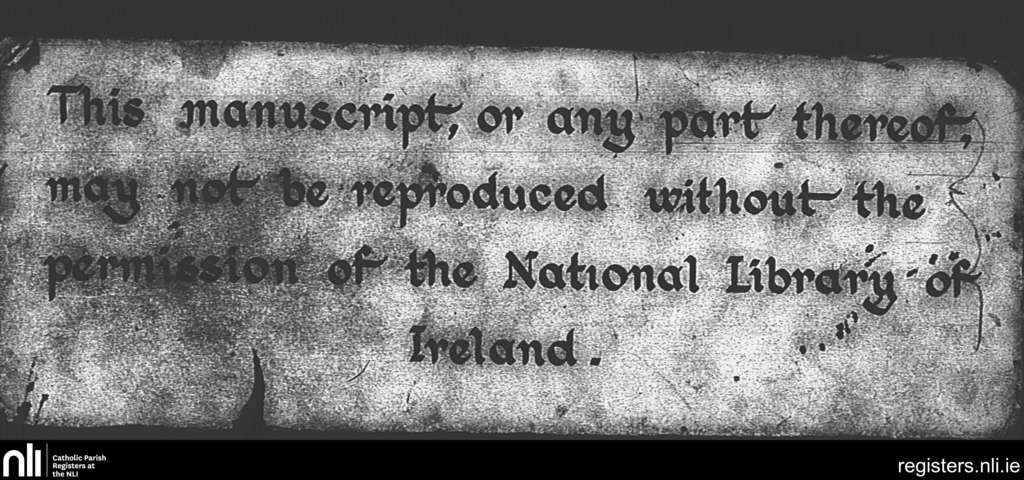 This manuscript, or any part thereof,
may not be reproduced without the
permission of the National Library of
Ireland.
nli
Catholic Parish
Registers at
the NLI
registers.nli.ie